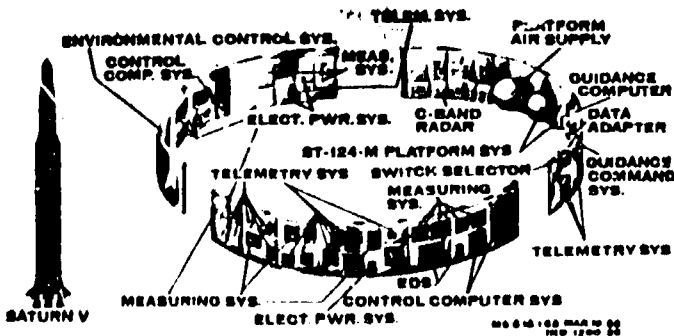 TELEM. SYS.
PLATFORM
AIR SUPPLY
ENVIRONMENTAL CONTROL SYS.
CONTROL
COMP. SYS.
MEAS.
SYS.
GUIDANCE
COMPUTER
ELECT. PWR. SYS.
C-BAND
RADAR
DATA
ADAPTER
ST-124-M PLATFORM SYS
TELEMETRY SYS
SWITCH SELECTOR
GUIDANCE
COMMAND
SYS.
MEASURING
SYS.
TELEMETRY SYS
EDS
MEASURING SYS.
CONTROL COMPUTER SYS
ELECT. PWR. SYS.
SATURN V